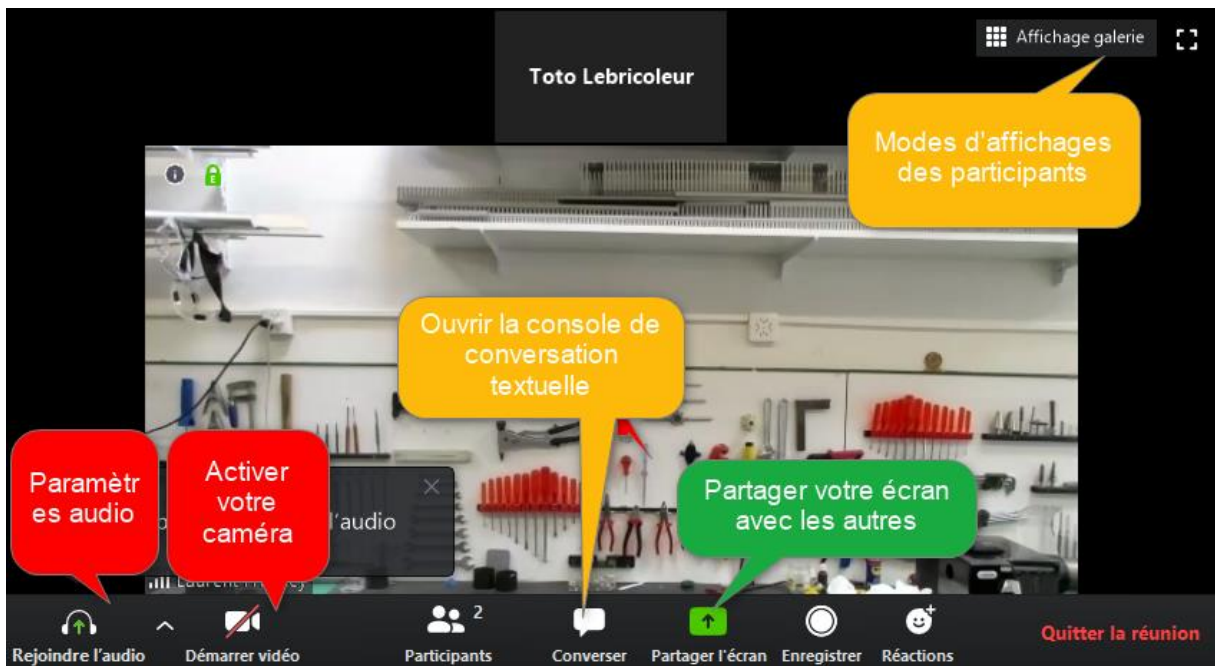 Affichage galerie
Toto Lebricoleur
Modes d'affichages
des participants
Ouvrir la console de
conversation
textuelle
Paramètr
es audio
Activer
votre
caméra
l'audio
Partager votre écran
avec les autres
Laurent
2
Rejoindre l'audio
Démarrer vidéo
Participants
Converser
Partager l'écran
Enregistrer
Réactions
Quitter la réunion